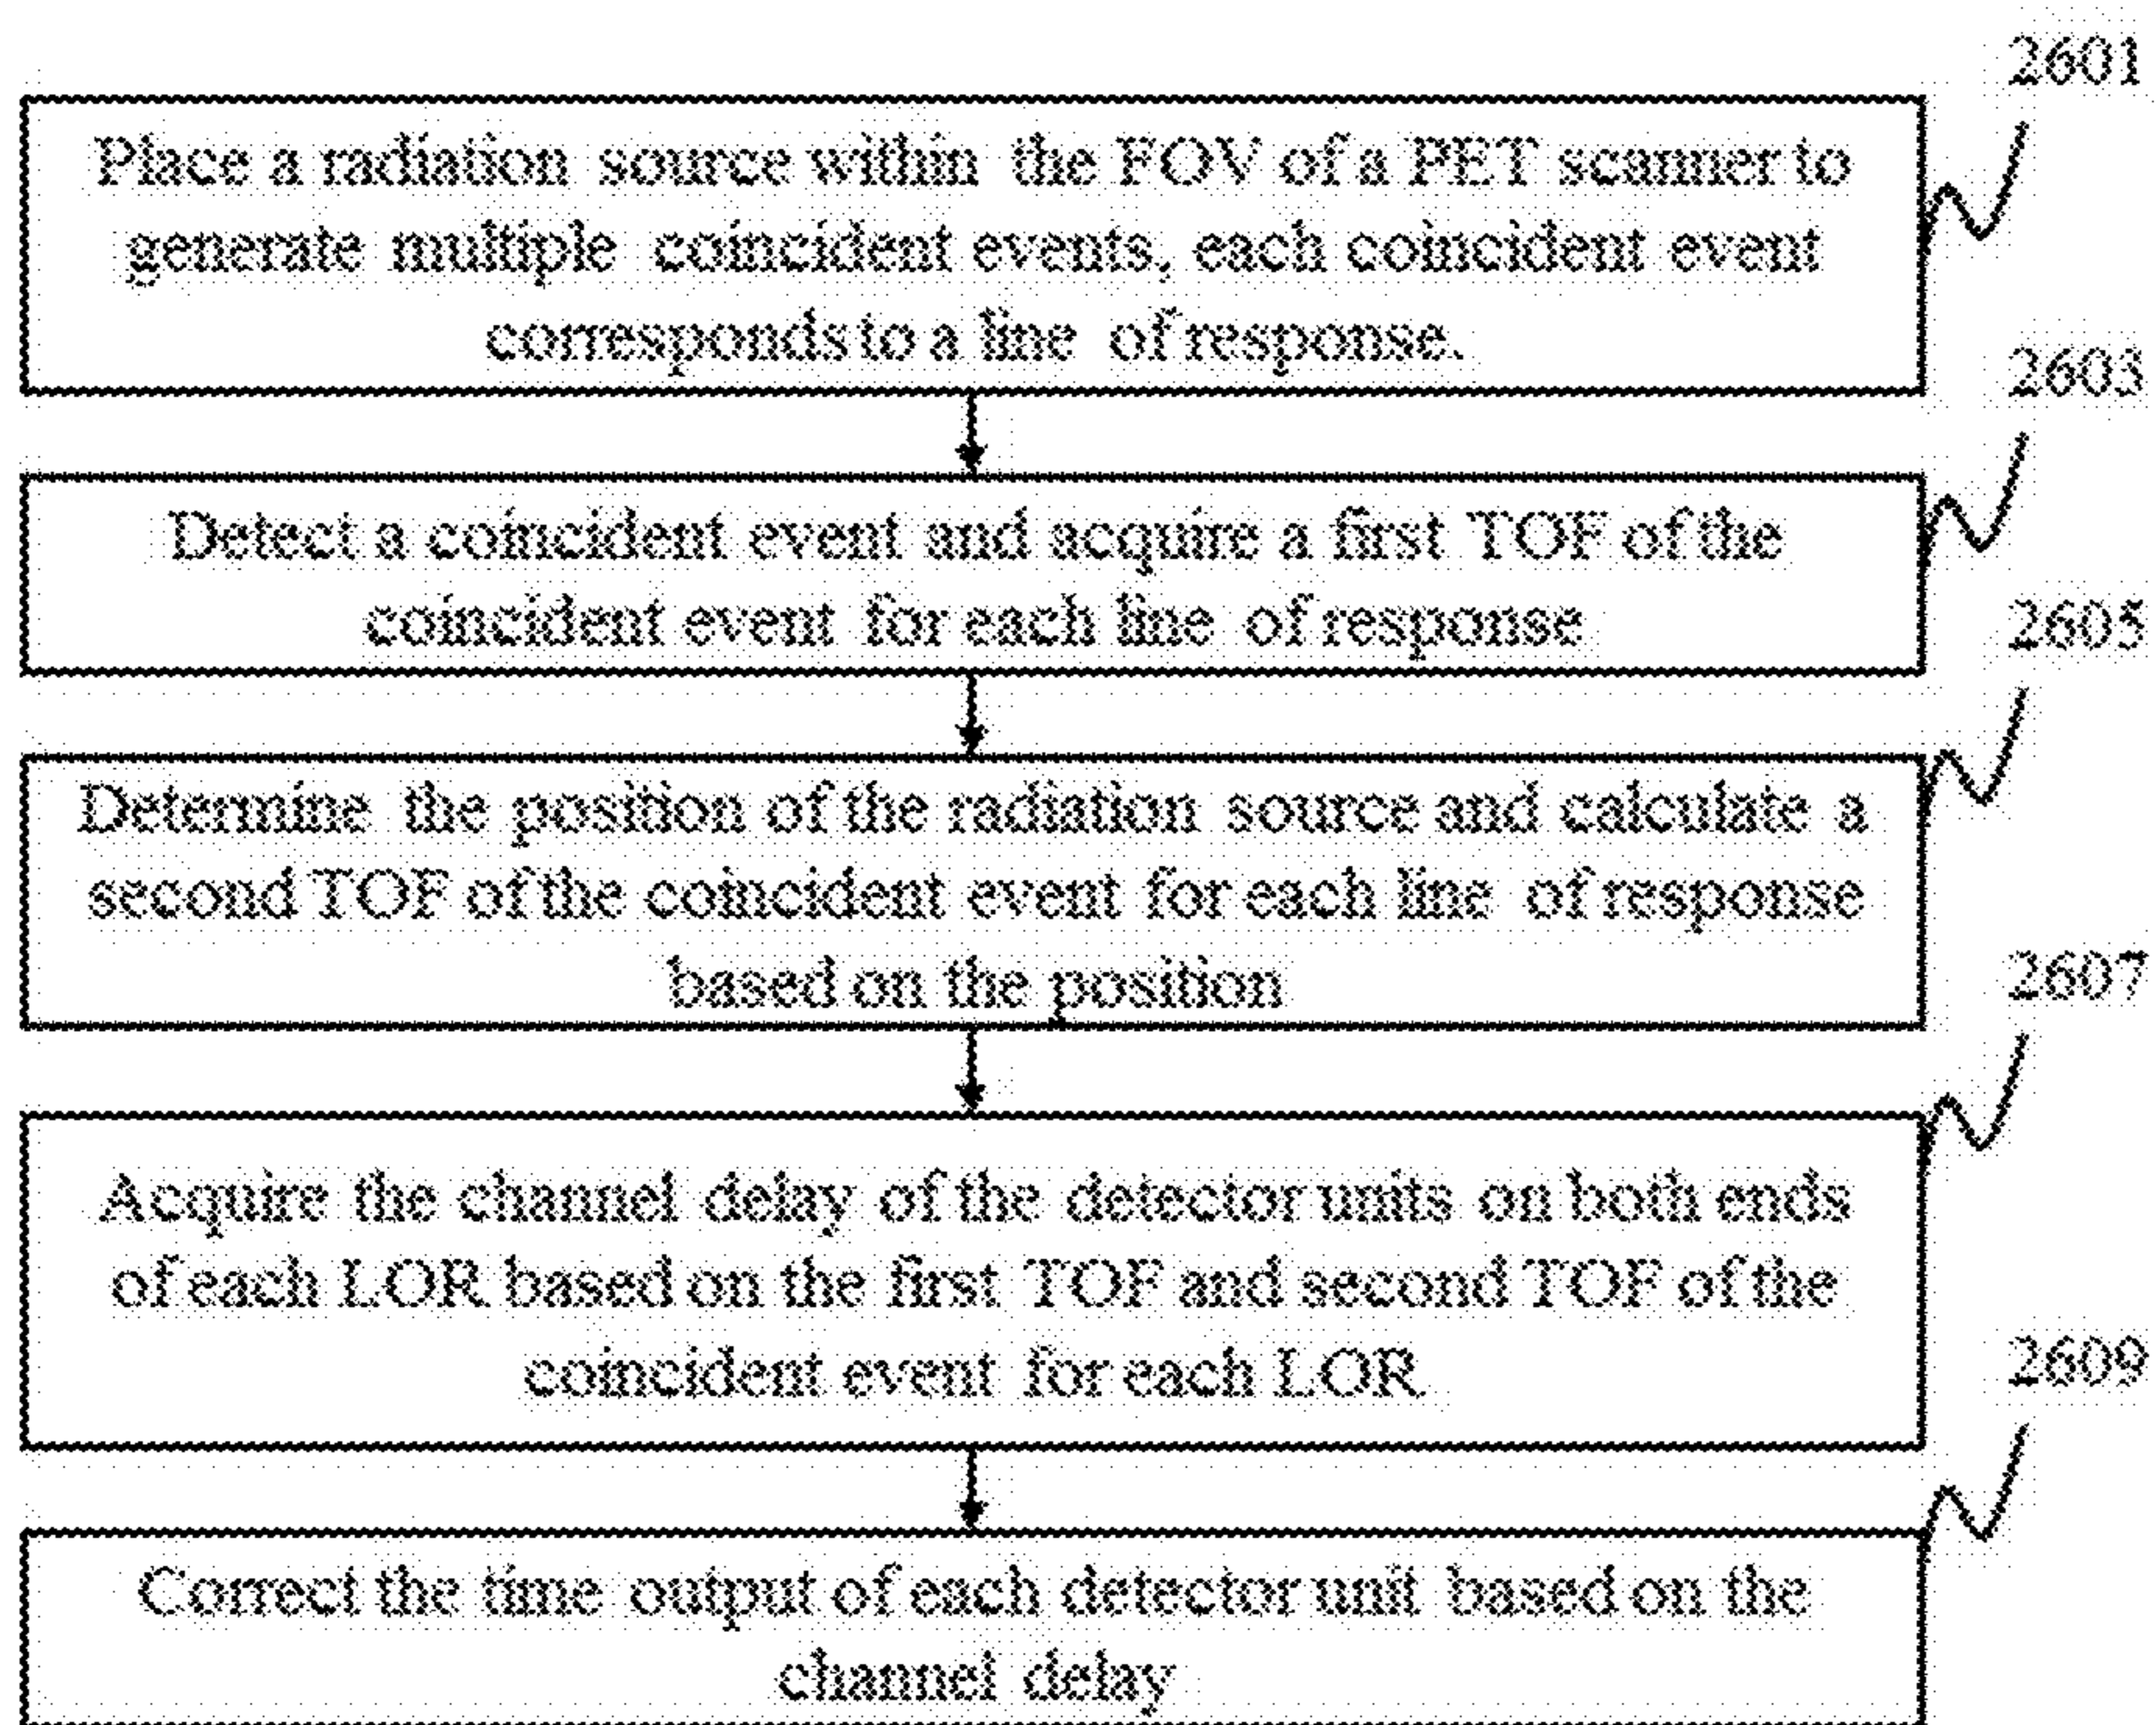 2601
Place a radiation source within the FOV of a PET scanner to
generate multiple coincident events, each coincident event
corresponds to a line of response.
2603
Detect a coincident event and acquire a first TOF of the
coincident event for each line of response
2605
Determine the position of the radiation source and calculate a
second TOF of the coincident event for each line of response
based on the position
2607
Acquire the channel delay of the detector units on both ends
of each LOR based on the first TOF and second TOF of the
coincident event for each LOR
2609
Correct the time output of each detector unit based on the
channel delay